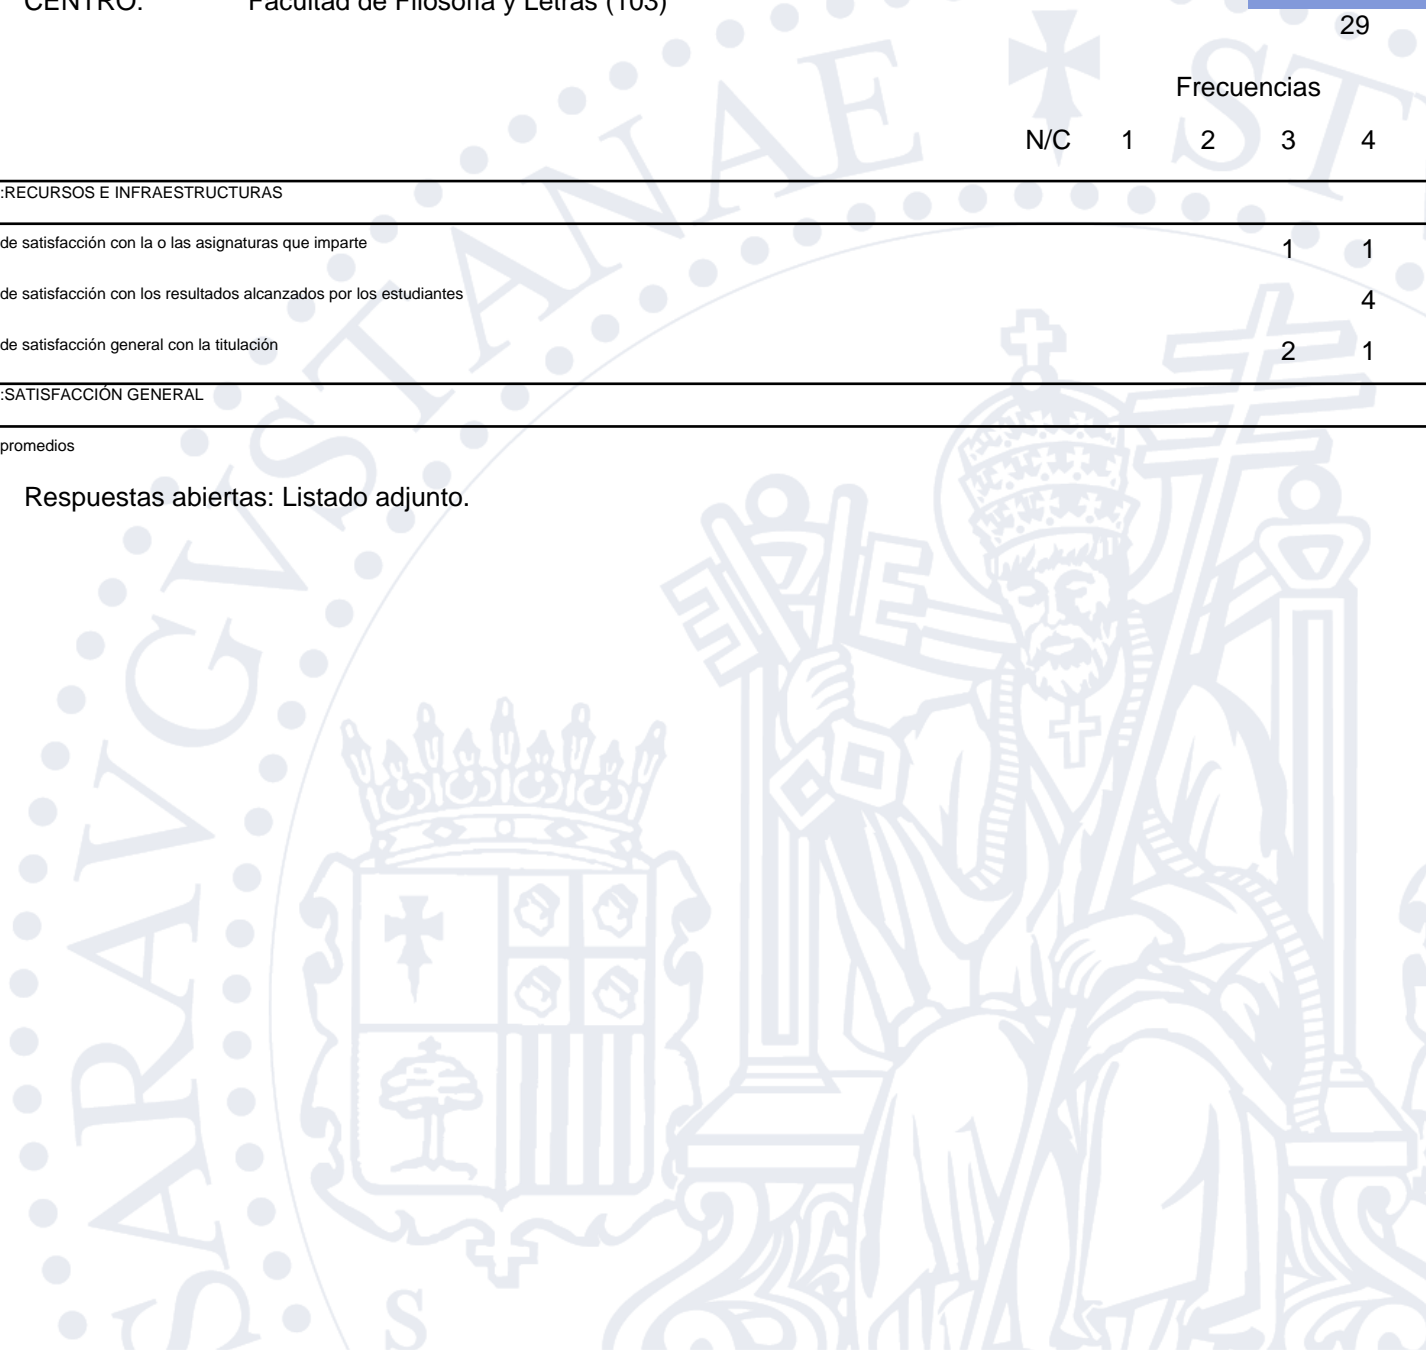 CENTRO: Facultad de Filosofía y Letras (103)
29
Frecuencias
N/C 1 2 3 4
:RECURSOS E INFRAESTRUCTURAS
de satisfacción con la o las asignaturas que imparte 1 1
de satisfacción con los resultados alcanzados por los estudiantes 4
de satisfacción general con la titulación 2 1
:SATISFACCIÓN GENERAL
promedios
Respuestas abiertas: Listado adjunto.
SARAVGVSTANAE ST
S